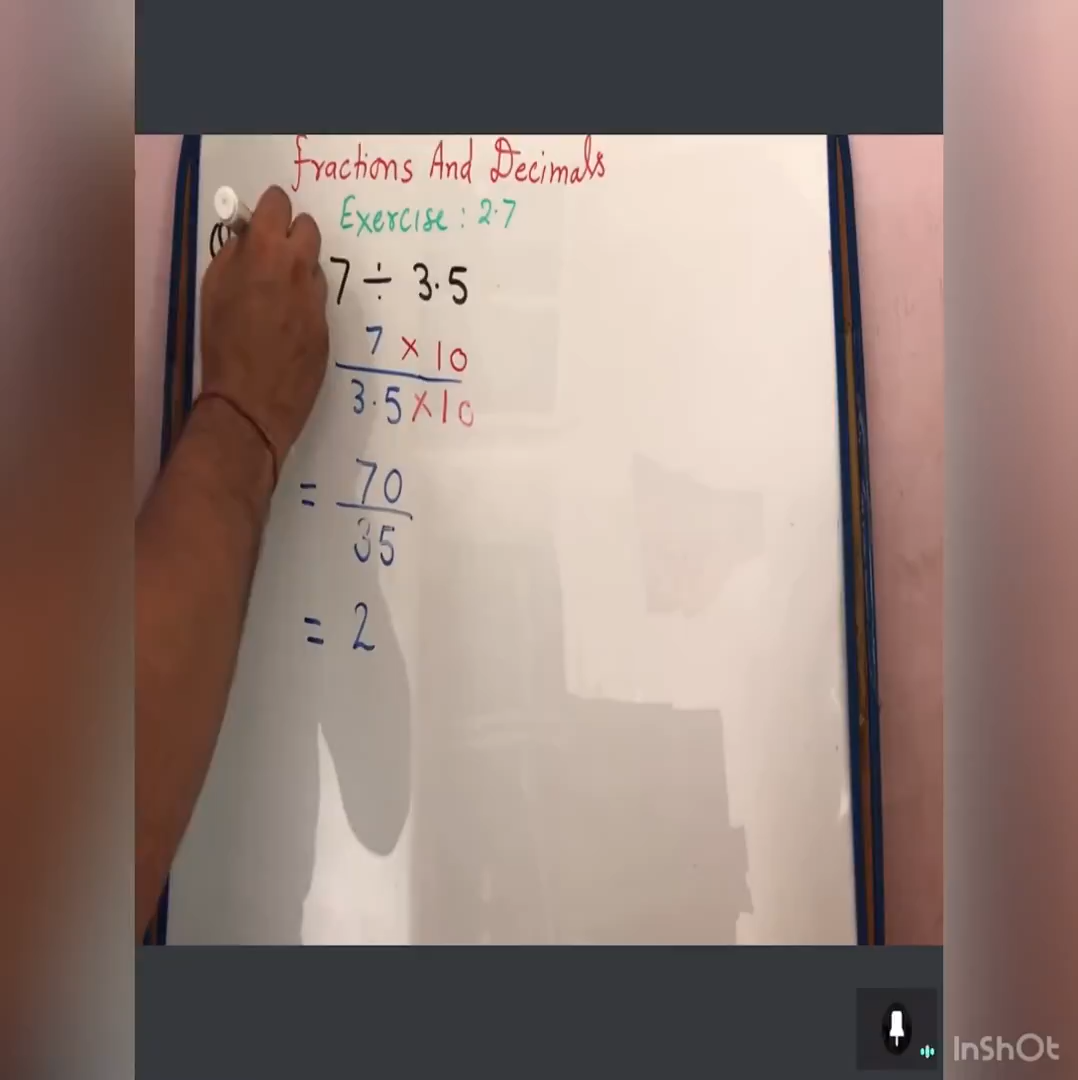 Fractions And Decimals
Exercise : 2.7
7 ÷ 3.5
7 × 10
3.5 × 10
= 70
35
= 2
InShOt